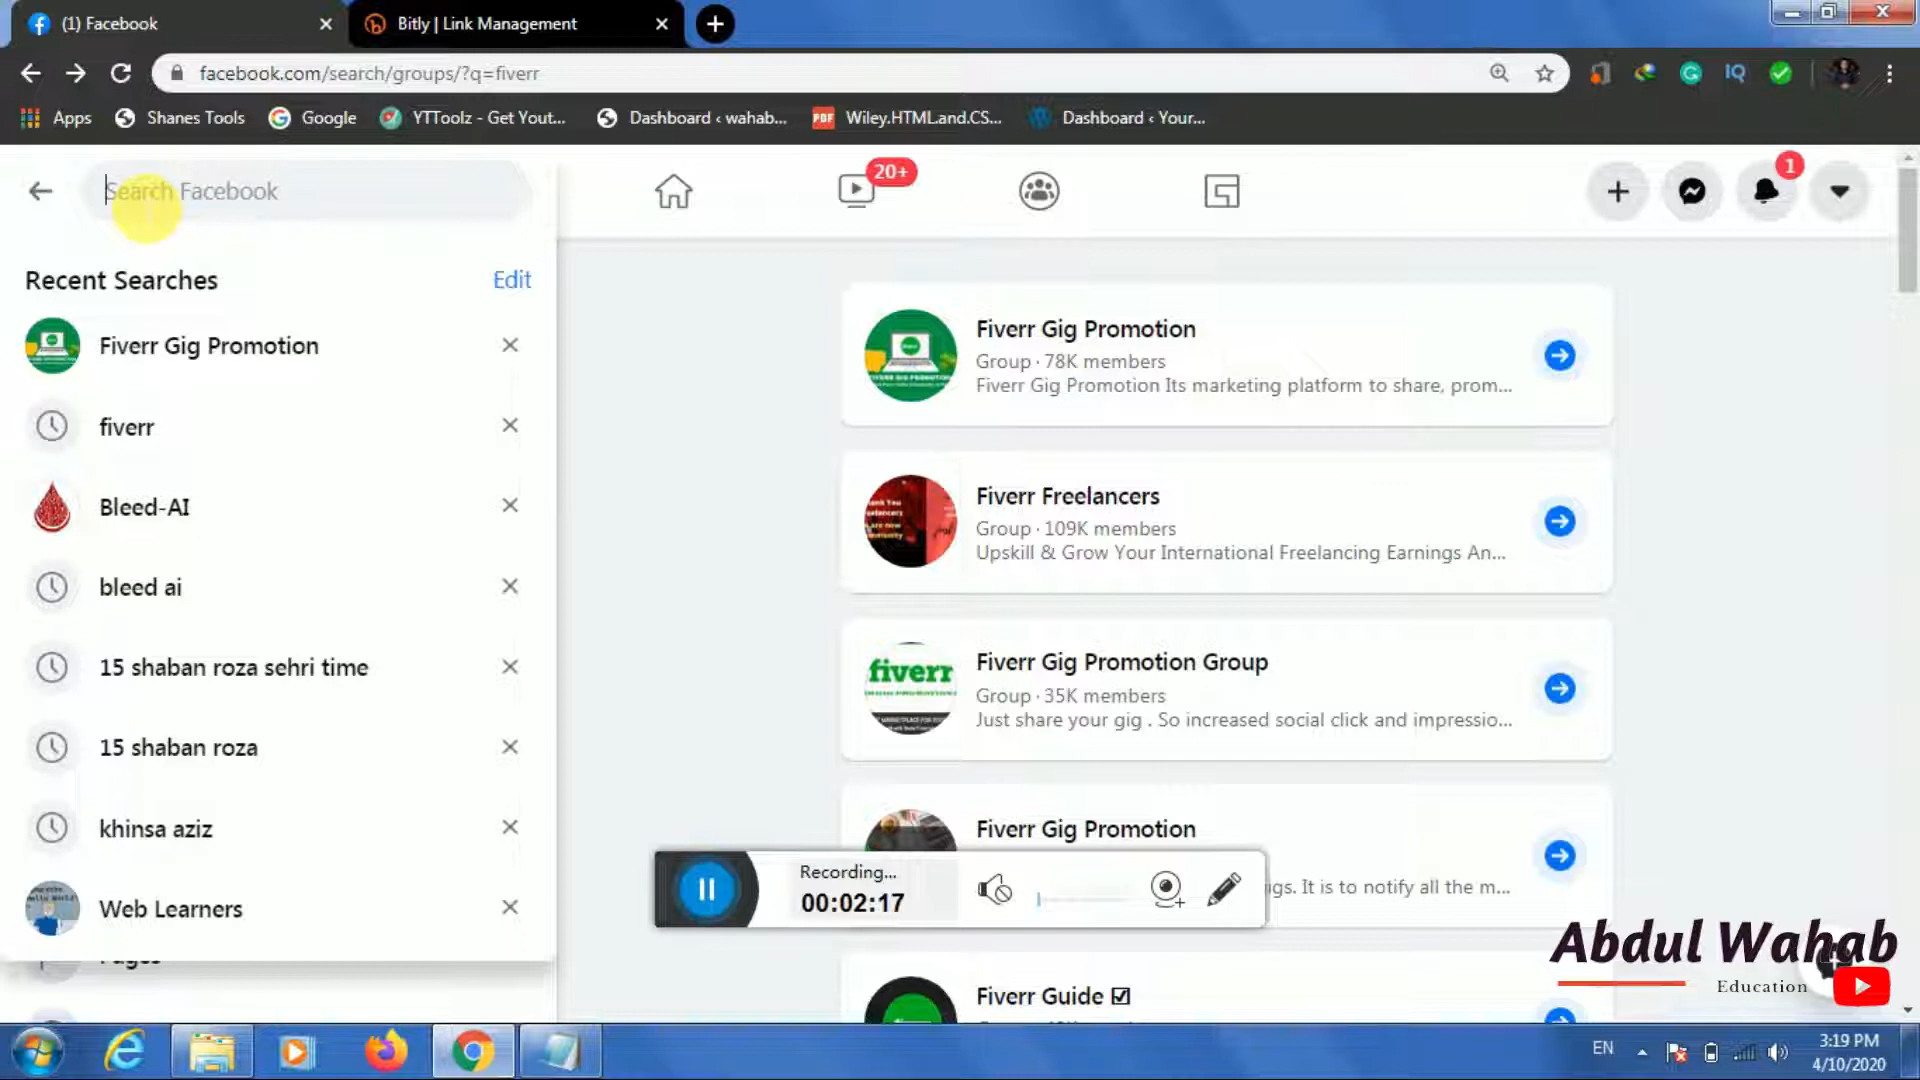 (1) Facebook
Bitly | Link Management
facebook.com/search/groups/?q=fiverr
IQ
Apps
Shanes Tools
Google
YTToolz - Get Yout...
Dashboard ‹ wahab...
PDF
Wiley.HTML.and.CS...
Dashboard ‹ Your...
Search Facebook
20+
1
Recent Searches
Edit
Fiverr Gig Promotion
fiverr
Bleed-AI
bleed ai
15 shaban roza sehri time
15 shaban roza
khinsa aziz
Web Learners
Pages
Fiverr Gig Promotion
Group · 78K members
Fiverr Gig Promotion Its marketing platform to share, prom...
Fiverr Freelancers
Group · 109K members
Upskill & Grow Your International Freelancing Earnings An...
fiverr
Fiverr Gig Promotion Group
Group · 35K members
Just share your gig . So increased social click and impressio...
Fiverr Gig Promotion
igs. It is to notify all the m...
Fiverr Guide ☑
Recording...
00:02:17
Abdul Wahab
Education
EN
3:19 PM
4/10/2020